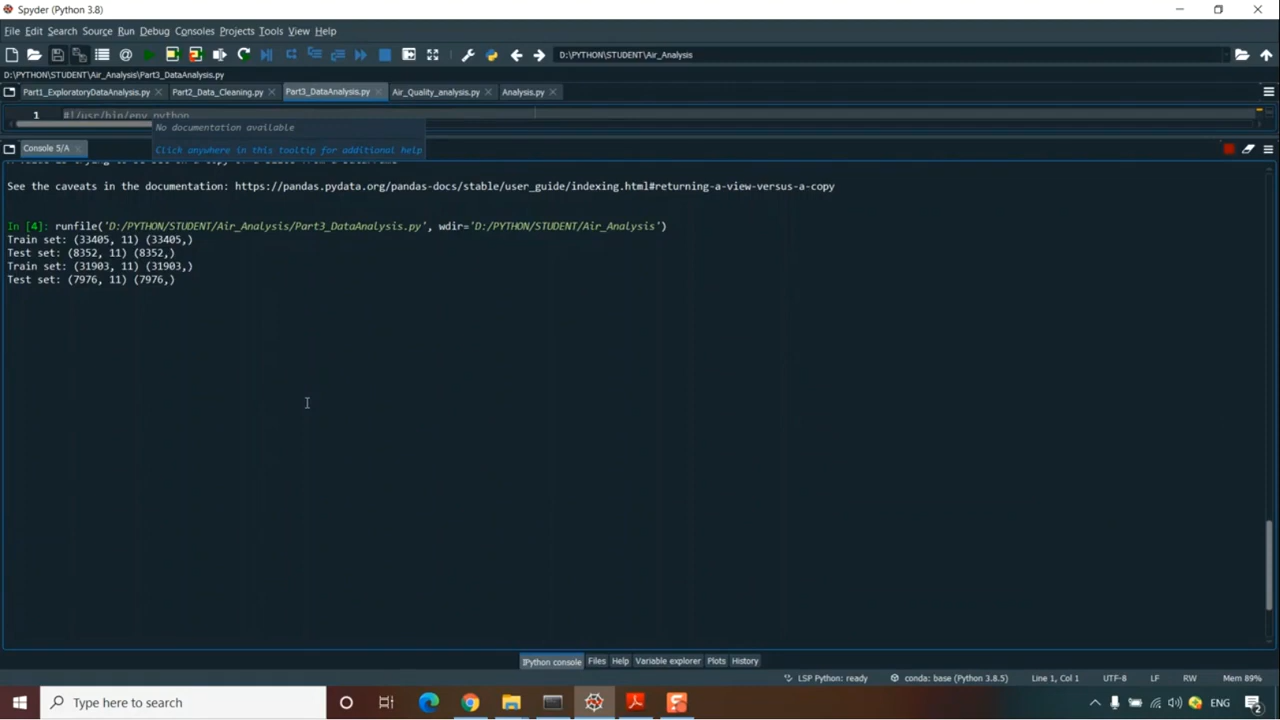 Spyder (Python 3.8)
File Edit Search Source Run Debug Consoles Projects Tools View Help
D:\PYTHON\STUDENT\Air_Analysis
D:\PYTHON\STUDENT\Air_Analysis\Part3_DataAnalysis.py
Part1_ExploratoryDataAnalysis.py Part2_Data_Cleaning.py Part3_DataAnalysis.py Air_Quality_analysis.py Analysis.py
1 #!/usr/bin/env python
No documentation available
Click anywhere in this tooltip for additional help
Console 5/A
See the caveats in the documentation: https://pandas.pydata.org/pandas-docs/stable/user_guide/indexing.html#returning-a-view-versus-a-copy
In [4]: runfile('D:/PYTHON/STUDENT/Air_Analysis/Part3_DataAnalysis.py', wdir='D:/PYTHON/STUDENT/Air_Analysis')
Train set: (33405, 11) (33405,)
Test set: (8352, 11) (8352,)
Train set: (31903, 11) (31903,)
Test set: (7976, 11) (7976,)
IPython console Files Help Variable explorer Plots History
LSP Python: ready conda: base (Python 3.8.5) Line 1, Col 1 UTF-8 LF RW Mem 89%
Type here to search
ENG
2